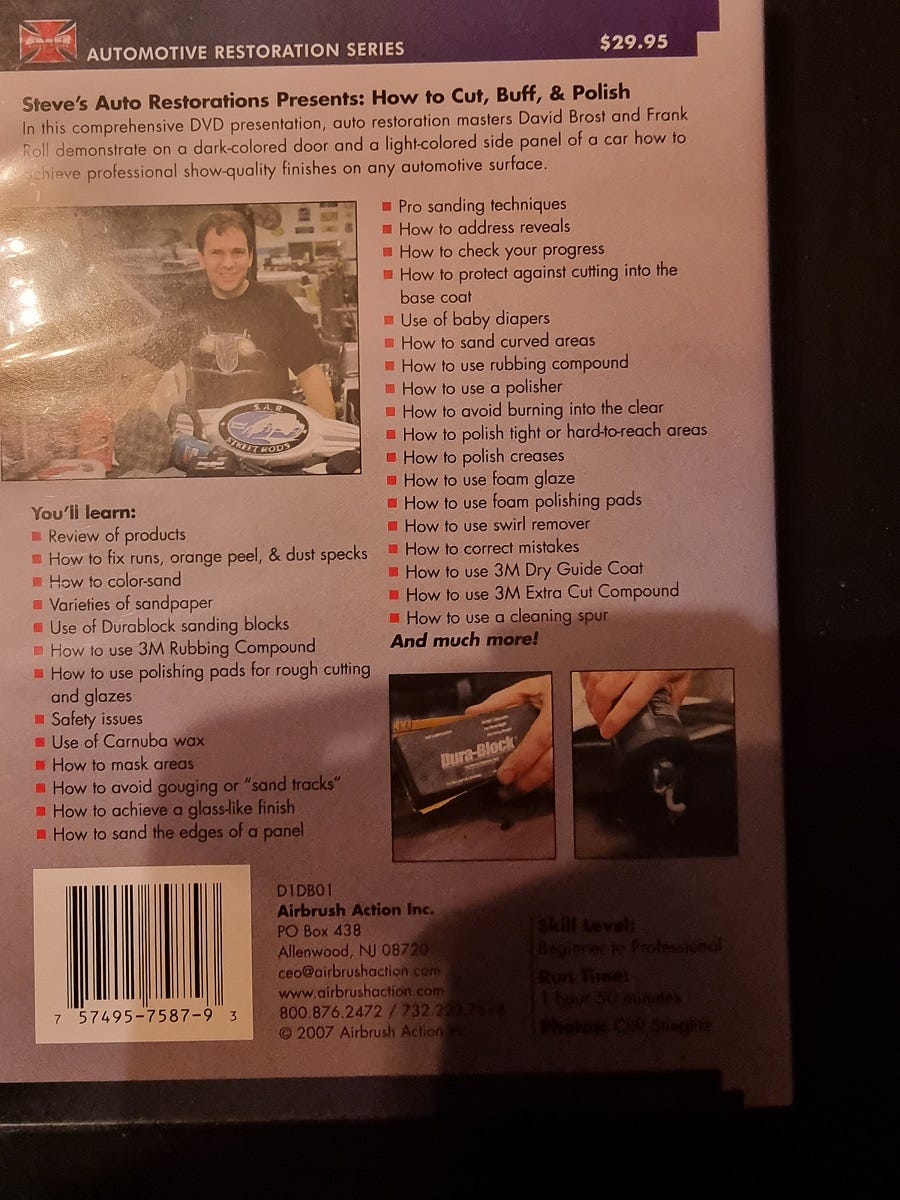 AUTOMOTIVE RESTORATION SERIES
$29.95
Steve's Auto Restorations Presents: How to Cut, Buff, & Polish
In this comprehensive DVD presentation, auto restoration masters David Brost and Frank
Roll demonstrate on a dark-colored door and a light-colored side panel of a car how to
achieve professional show-quality finishes on any automotive surface.
S.A.R.
STREET RODS
You'll learn:
Review of products
How to fix runs, orange peel, & dust specks
How to color-sand
Varieties of sandpaper
Use of Durablock sanding blocks
How to use 3M Rubbing Compound
How to use polishing pads for rough cutting
and glazes
Safety issues
Use of Carnuba wax
How to mask areas
How to avoid gouging or "sand tracks"
How to achieve a glass-like finish
How to sand the edges of a panel
Pro sanding techniques
How to address reveals
How to check your progress
How to protect against cutting into the
base coat
Use of baby diapers
How to sand curved areas
How to use rubbing compound
How to use a polisher
How to avoid burning into the clear
How to polish tight or hard-to-reach areas
How to polish creases
How to use foam glaze
How to use foam polishing pads
How to use swirl remover
How to correct mistakes
How to use 3M Dry Guide Coat
How to use 3M Extra Cut Compound
How to use a cleaning spur
And much more!
Dura-Block
7 57495-7587-9 3
D1DB01
Airbrush Action Inc.
PO Box 438
Allenwood, NJ 08720
ceo@airbrushaction.com
www.airbrushaction.com
800.876.2472 / 732.
© 2007 Airbrush Action Inc.
Skill Level:
Beginner to Professional
Run Time:
1 hour 50 minutes
Photos: Cliff Stieglitz